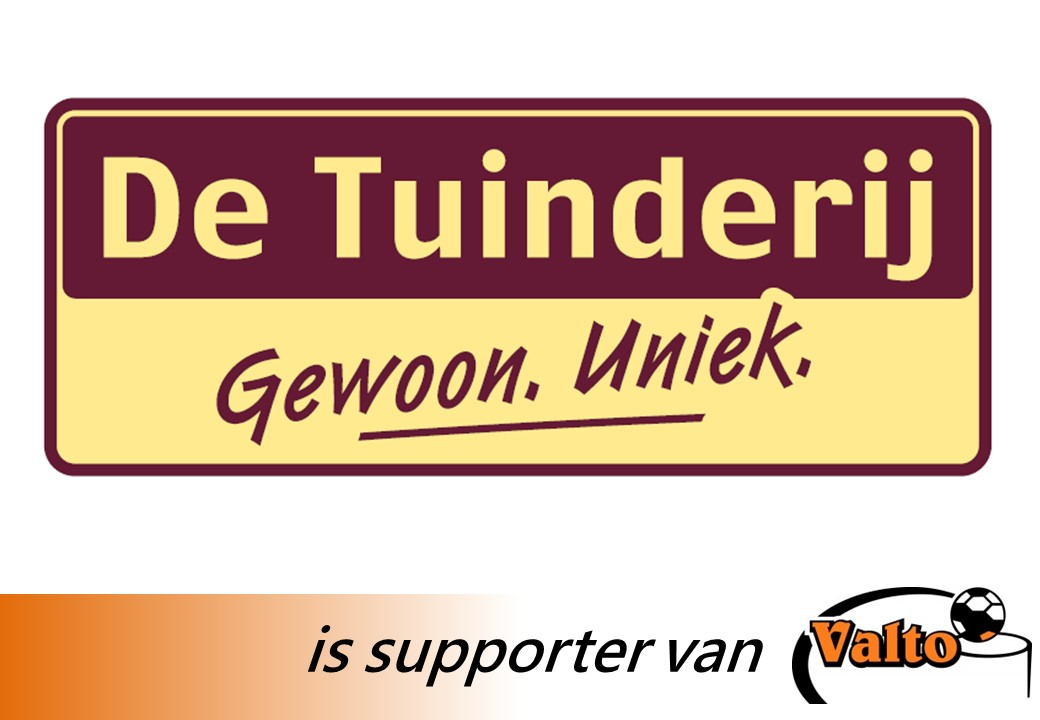 De Tuinderij
Gewoon. Uniek.
is supporter van
Valto